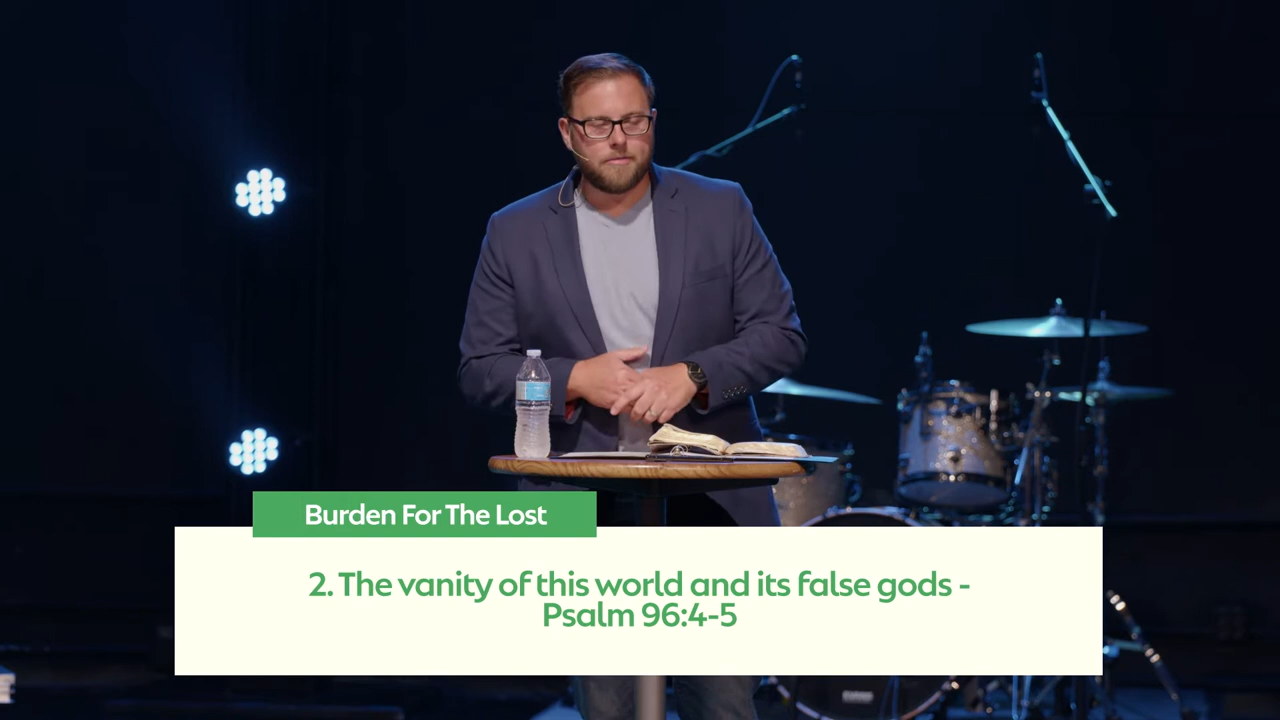 Burden For The Lost
2. The vanity of this world and its false gods -
Psalm 96:4-5